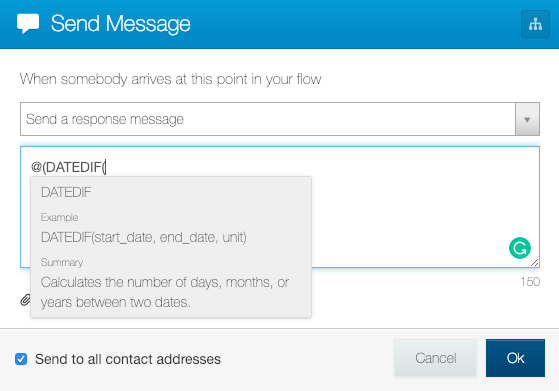 Send Message
When somebody arrives at this point in your flow
Send a response message
@(DATEDIF(
DATEDIF
Example
DATEDIF(start_date, end_date, unit)
Summary
Calculates the number of days, months, or
years between two dates.
150
Send to all contact addresses
Cancel
Ok